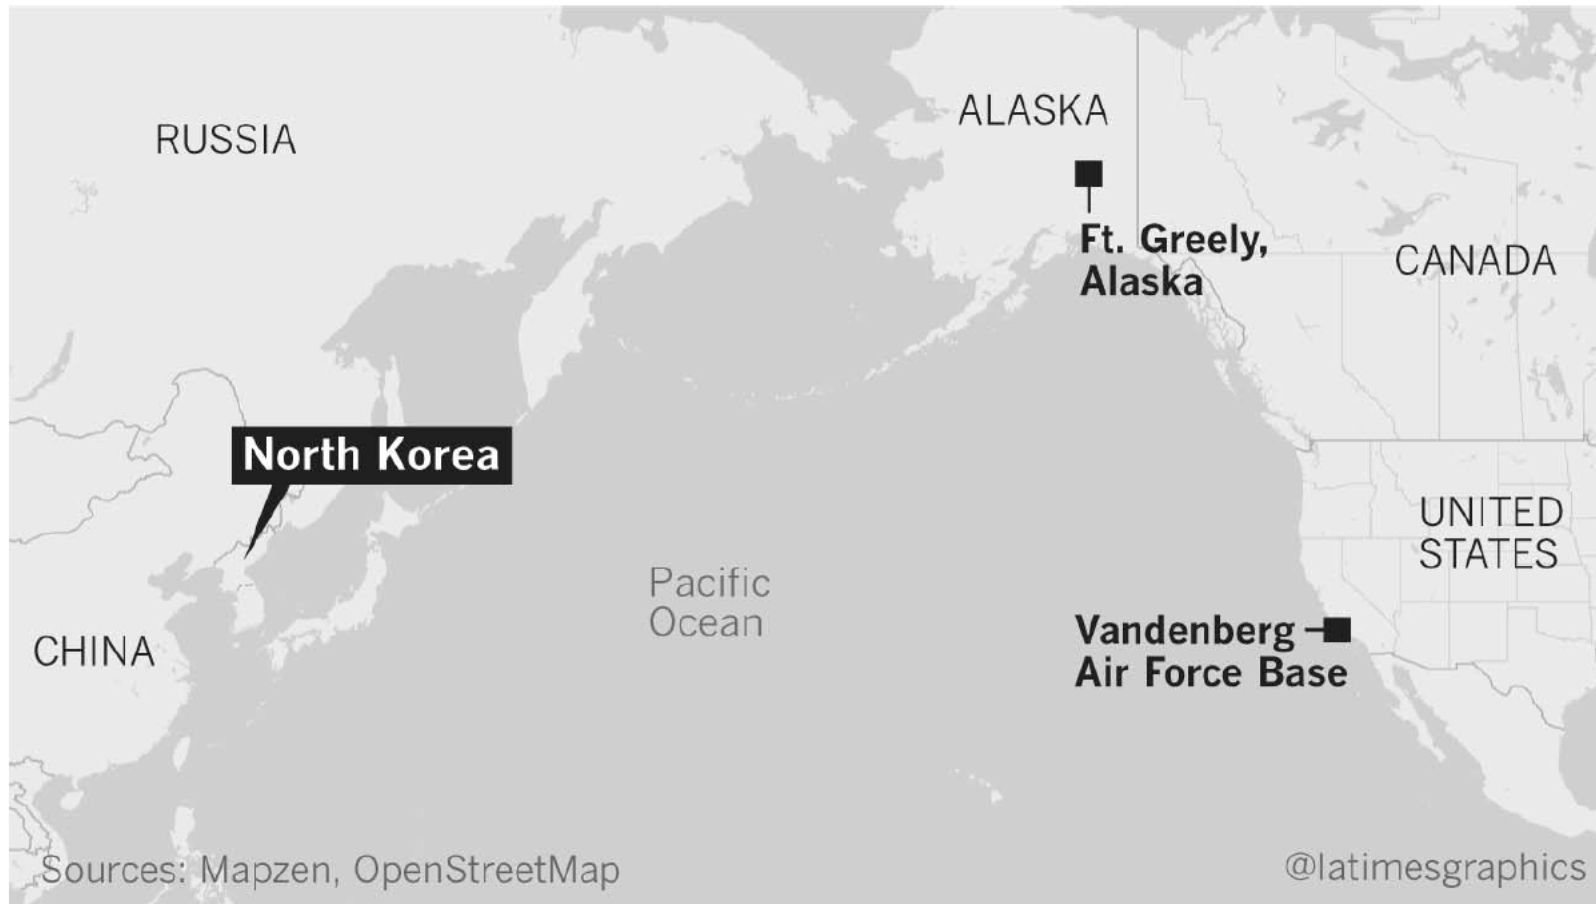 ALASKA
RUSSIA
Ft. Greely,
Alaska
CANADA
North Korea
UNITED
STATES
Pacific
Ocean
Vandenberg
Air Force Base
CHINA
Sources: Mapzen, OpenStreetMap
@latimesgraphics